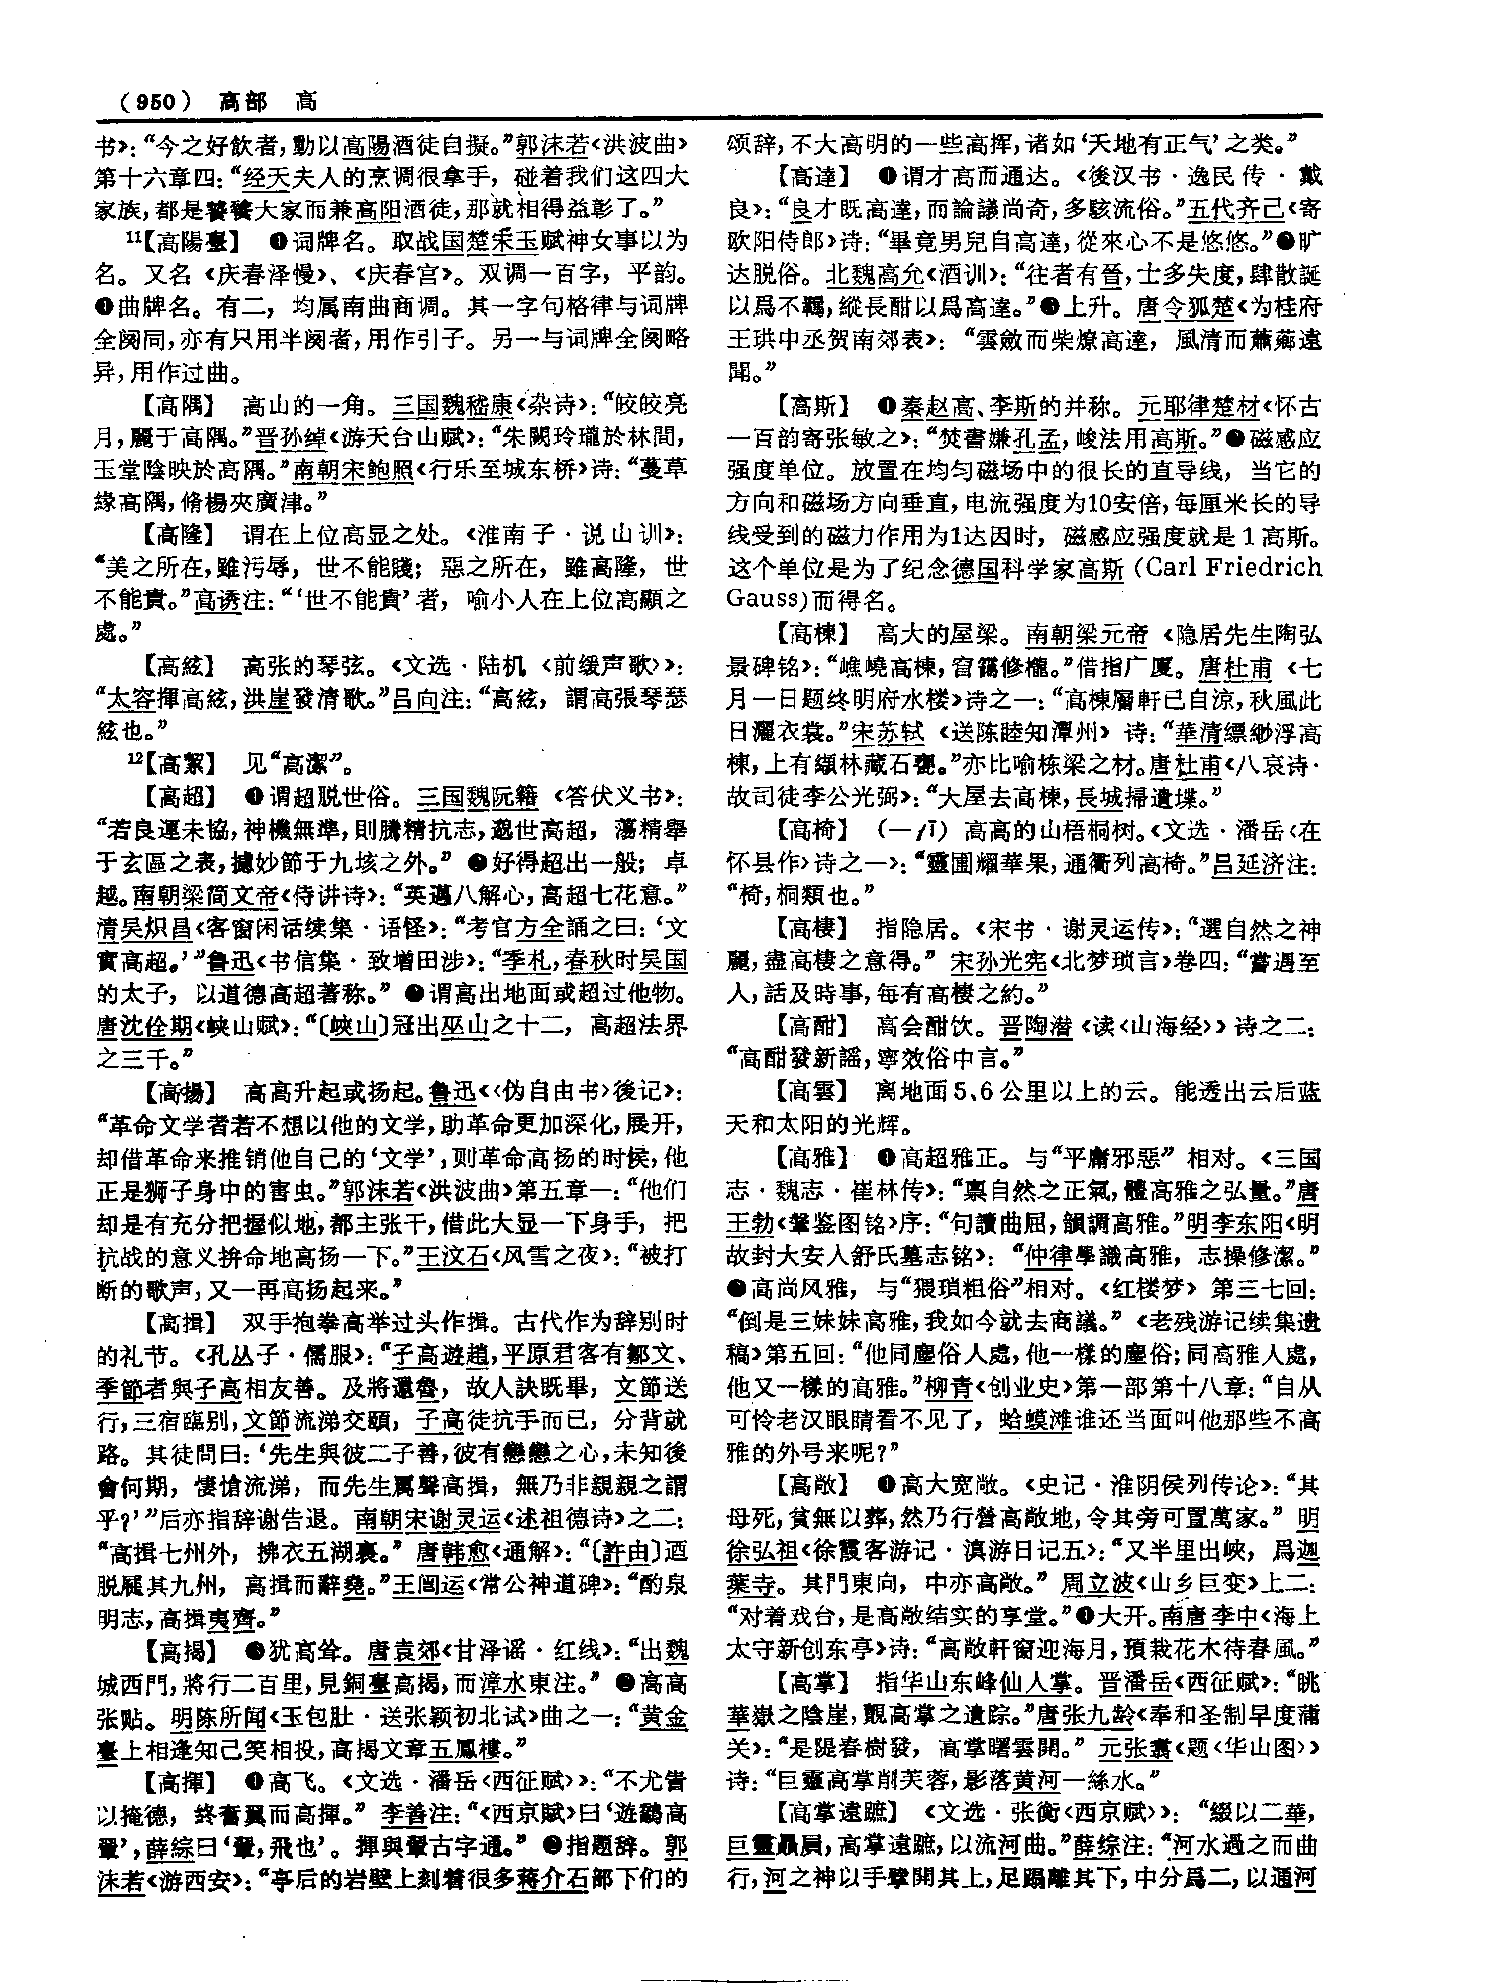 （950） 高部 高
书》：“今之好飲者，動以高陽酒徒自擬。”郭沫若《洪波曲》
第十六章四：“经天夫人的烹调很拿手，碰着我们这四大
家族，都是饕餮大家而兼高阳酒徒，那就相得益彰了。”
¹¹【高陽臺】 ❶词牌名。取战国楚宋玉赋神女事以为
名。又名《庆春泽慢》、《庆春宫》。双调一百字，平韵。
❷曲牌名。有二，均属南曲商调。其一字句格律与词牌
全阕同，亦有只用半阕者，用作引子。另一与词牌全阕略
异，用作过曲。
【高隅】 高山的一角。三国魏嵇康《杂诗》：“皎皎亮
月，麗于高隅。”晋孙绰《游天台山赋》：“朱闕玲瓏於林間，
玉堂陰映於高隅。”南朝宋鲍照《行乐至城东桥》诗：“蔓草
緣高隅，脩楊夾廣津。”
【高隆】 谓在上位高显之处。《淮南子·说山训》：
“美之所在，雖污辱，世不能賤；惡之所在，雖高隆，世
不能貴。”高诱注：“‘世不能貴’者，喻小人在上位高顯之
處。”
【高絃】 高张的琴弦。《文选·陆机〈前缓声歌〉》：
“太容揮高絃，洪崖發清歌。”吕向注：“高絃，謂高張琴瑟
絃也。”
¹²【高絜】 见“高潔”。
【高超】 ❶谓超脱世俗。三国魏阮籍《答伏义书》：
“若良運未協，神機無準，則騰精抗志，邈世高超，蕩精舉
于玄區之表，攄妙節于九垓之外。”❷好得超出一般；卓
越。南朝梁简文帝《侍讲诗》：“英邁八解心，高超七花意。”
清吴炽昌《客窗闲话续集·语怪》：“考官方全誦之曰：‘文
實高超。’”鲁迅《书信集·致增田涉》：“季札，春秋时吴国
的太子，以道德高超著称。”❸谓高出地面或超过他物。
唐沈佺期《峡山赋》：“〔峽山〕冠出巫山之十二，高超法界
之三千。”
【高揚】 高高升起或扬起。鲁迅《〈伪自由书〉後记》：
“革命文学者若不想以他的文学，助革命更加深化，展开，
却借革命来推销他自己的‘文学’，则革命高扬的时候，他
正是狮子身中的害虫。”郭沫若《洪波曲》第五章一：“他们
却是有充分把握似地，都主张干，借此大显一下身手，把
抗战的意义拚命地高扬一下。”王汶石《风雪之夜》：“被打
断的歌声，又一再高扬起来。”
【高揖】 双手抱拳高举过头作揖。古代作为辞别时
的礼节。《孔丛子·儒服》：“子高遊趙，平原君客有鄒文、
季節者與子高相友善。及將還魯，故人訣既畢，文節送
行，三宿臨別，文節流涕交頤，子高徒抗手而已，分背就
路。其徒問曰：‘先生與彼二子善，彼有戀戀之心，未知後
會何期，悽愴流涕，而先生厲聲高揖，無乃非親親之謂
乎？’”后亦指辞谢告退。南朝宋谢灵运《述祖德诗》之二：
“高揖七州外，拂衣五湖裏。”唐韩愈《通解》：“〔許由〕迺
脱屣其九州，高揖而辭堯。”王闿运《常公神道碑》：“酌泉
明志，高揖夷齊。”
【高揭】 ❶犹高耸。唐袁郊《甘泽谣·红线》：“出魏
城西門，將行二百里，見銅臺高揭，而漳水東注。”❷高高
张贴。明陈所闻《玉包肚·送张颖初北试》曲之一：“黄金
臺上相逢知己笑相投，高揭文章五鳳樓。”
【高揮】 ❶高飞。《文选·潘岳〈西征赋〉》：“不尤眚
以掩德，終奮翼而高揮。”李善注：“《西京賦》曰‘遊鷮高
翬’，薛綜曰‘翬，飛也’。揮與翬古字通。”❷指题辞。郭
沫若《游西安》：“亭后的岩壁上刻着很多蒋介石部下们的
颂辞，不大高明的一些高挥，诸如‘天地有正气’之类。”
【高達】 ❶谓才高而通达。《後汉书·逸民传·戴
良》：“良才既高達，而論議尚奇，多駭流俗。”五代齐己《寄
欧阳侍郎》诗：“畢竟男兒自高達，從來心不是悠悠。”❷旷
达脱俗。北魏高允《酒训》：“往者有晉，士多失度，肆散誕
以爲不羈，縱長酣以爲高達。”❸上升。唐令狐楚《为桂府
王珙中丞贺南郊表》：“雲斂而柴燎高達，風清而蕭薌遠
聞。”
【高斯】 ❶秦赵高、李斯的并称。元耶律楚材《怀古
一百韵寄张敏之》：“焚書嫌孔孟，峻法用高斯。”❷磁感应
强度单位。放置在均匀磁场中的很长的直导线，当它的
方向和磁场方向垂直，电流强度为10安倍，每厘米长的导
线受到的磁力作用为1达因时，磁感应强度就是1高斯。
这个单位是为了纪念德国科学家高斯（Carl Friedrich
Gauss）而得名。
【高棟】 高大的屋梁。南朝梁元帝《隐居先生陶弘
景碑铭》：“嶕嶢高棟，窅靄修櫳。”借指广厦。唐杜甫《七
月一日题终明府水楼》诗之一：“高棟層軒已自涼，秋風此
日灑衣裳。”宋苏轼《送陈睦知潭州》诗：“華清縹緲浮高
棟，上有纈林藏石甕。”亦比喻栋梁之材。唐杜甫《八哀诗·
故司徒李公光弼》：“大屋去高棟，長城掃遺堞。”
【高椅】 （—yī）高高的山梧桐树。《文选·潘岳〈在
怀县作〉诗之一》：“靈圃耀華果，通衢列高椅。”吕延济注：
“椅，桐類也。”
【高棲】 指隐居。《宋书·谢灵运传》：“選自然之神
麗，盡高棲之意得。”宋孙光宪《北梦琐言》卷四：“嘗遇至
人，話及時事，每有高棲之約。”
【高酣】 高会酣饮。晋陶潜《读〈山海经〉》诗之二：
“高酣發新謡，寧效俗中言。”
【高雲】 离地面5、6公里以上的云。能透出云后蓝
天和太阳的光辉。
【高雅】 ❶高超雅正。与“平庸邪恶”相对。《三国
志·魏志·崔林传》：“禀自然之正氣，體高雅之弘量。”唐
王勃《鞶鉴图铭》序：“句讀曲屈，韻調高雅。”明李东阳《明
故封大安人舒氏墓志铭》：“仲律學識高雅，志操修潔。”
❷高尚风雅，与“猥琐粗俗”相对。《红楼梦》第三七回：
“倒是三妹妹高雅，我如今就去商議。”《老残游记续集遗
稿》第五回：“他同塵俗人處，他一樣的塵俗；同高雅人處，
他又一樣的高雅。”柳青《创业史》第一部第十八章：“自从
可怜老汉眼睛看不见了，蛤蟆滩谁还当面叫他那些不高
雅的外号来呢？”
【高敞】 ❶高大宽敞。《史记·淮阴侯列传论》：“其
母死，貧無以葬，然乃行營高敞地，令其旁可置萬家。”明
徐弘祖《徐霞客游记·滇游日记五》：“又半里出峽，爲迦
葉寺。其門東向，中亦高敞。”周立波《山乡巨变》上二：
“对着戏台，是高敞结实的享堂。”❷大开。南唐李中《海上
太守新创东亭》诗：“高敞軒窗迎海月，預栽花木待春風。”
【高掌】 指华山东峰仙人掌。晋潘岳《西征赋》：“眺
華嶽之陰崖，覿高掌之遺踪。”唐张九龄《奉和圣制早度蒲
关》：“是隄春樹發，高掌曙雲開。”元张翥《题〈华山图〉》
诗：“巨靈高掌削芙蓉，影落黄河一絲水。”
【高掌遠蹠】 《文选·张衡〈西京赋〉》：“綴以二華，
巨靈贔屓，高掌遠蹠，以流河曲。”薛综注：“河水過之而曲
行，河之神以手擘開其上，足蹋離其下，中分爲二，以通河